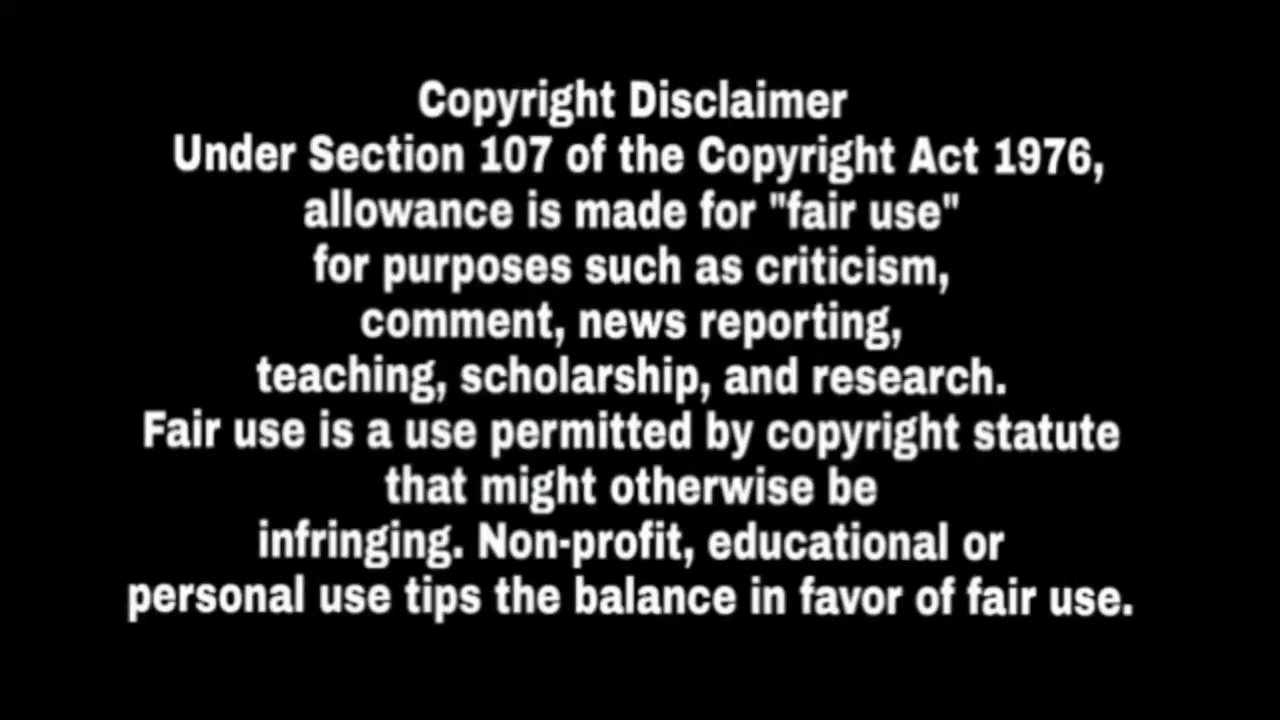 Copyright Disclaimer
Under Section 107 of the Copyright Act 1976,
allowance is made for "fair use"
for purposes such as criticism,
comment, news reporting,
teaching, scholarship, and research.
Fair use is a use permitted by copyright statute
that might otherwise be
infringing. Non-profit, educational or
personal use tips the balance in favor of fair use.